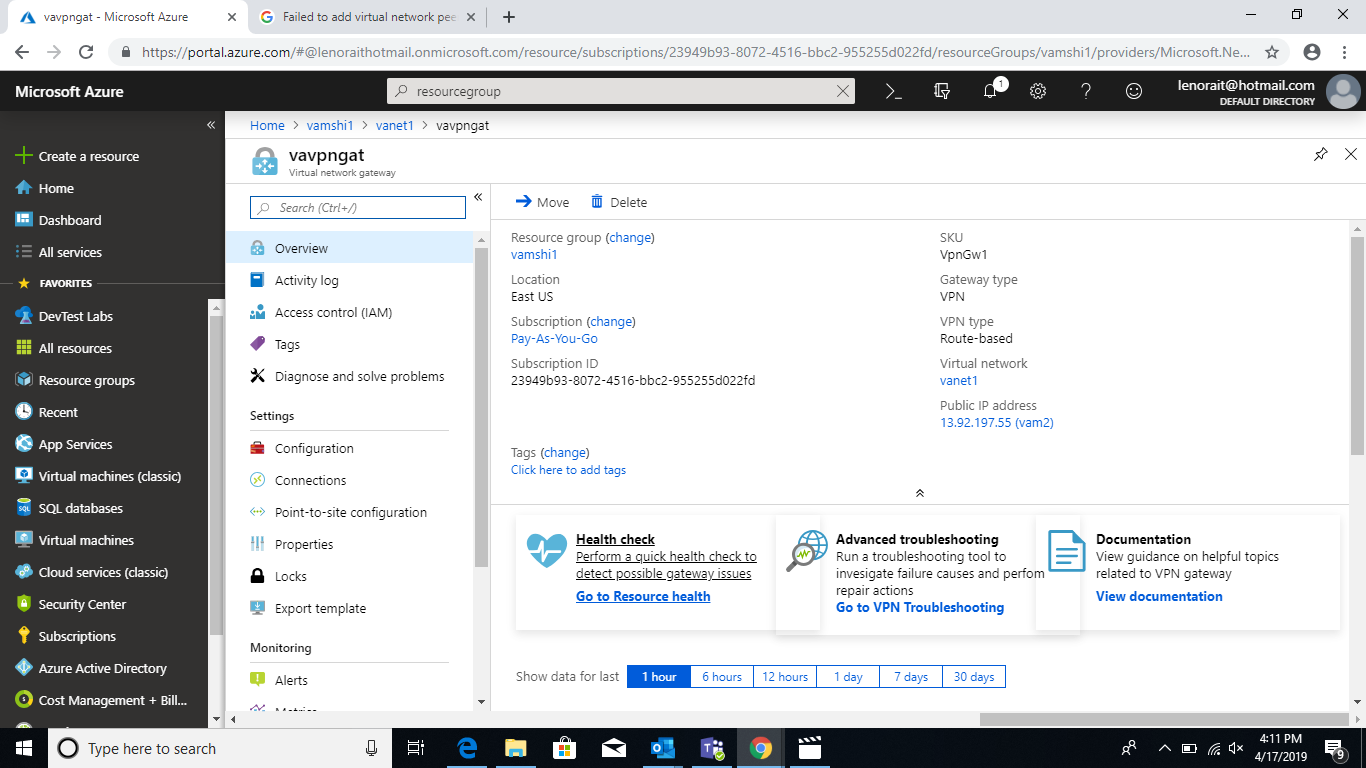 vavpngat - Microsoft Azure
Failed to add virtual network pee
https://portal.azure.com/#@lenoraithotmail.onmicrosoft.com/resource/subscriptions/23949b93-8072-4516-bbc2-955255d022fd/resourceGroups/vamshi1/providers/Microsoft.Ne...
Microsoft Azure
resourcegroup
1
lenorait@hotmail.com
DEFAULT DIRECTORY
Create a resource
Home
Dashboard
All services
FAVORITES
DevTest Labs
All resources
Resource groups
Recent
App Services
Virtual machines (classic)
SQL databases
Virtual machines
Cloud services (classic)
Security Center
Subscriptions
Azure Active Directory
Cost Management + Bill...
Home > vamshi1 > vanet1 > vavpngat
vavpngat
Virtual network gateway
Search (Ctrl+/)
Overview
Activity log
Access control (IAM)
Tags
Diagnose and solve problems
Settings
Configuration
Connections
Point-to-site configuration
Properties
Locks
Export template
Monitoring
Alerts
Metrics
Move
Delete
Resource group (change)
vamshi1
Location
East US
Subscription (change)
Pay-As-You-Go
Subscription ID
23949b93-8072-4516-bbc2-955255d022fd
SKU
VpnGw1
Gateway type
VPN
VPN type
Route-based
Virtual network
vanet1
Public IP address
13.92.197.55 (vam2)
Tags (change)
Click here to add tags
Health check
Perform a quick health check to
detect possible gateway issues
Go to Resource health
Advanced troubleshooting
Run a troubleshooting tool to
invesigate failure causes and perfom
repair actions
Go to VPN Troubleshooting
Documentation
View guidance on helpful topics
related to VPN gateway
View documentation
Show data for last
1 hour
6 hours
12 hours
1 day
7 days
30 days
Type here to search
4:11 PM
4/17/2019
9